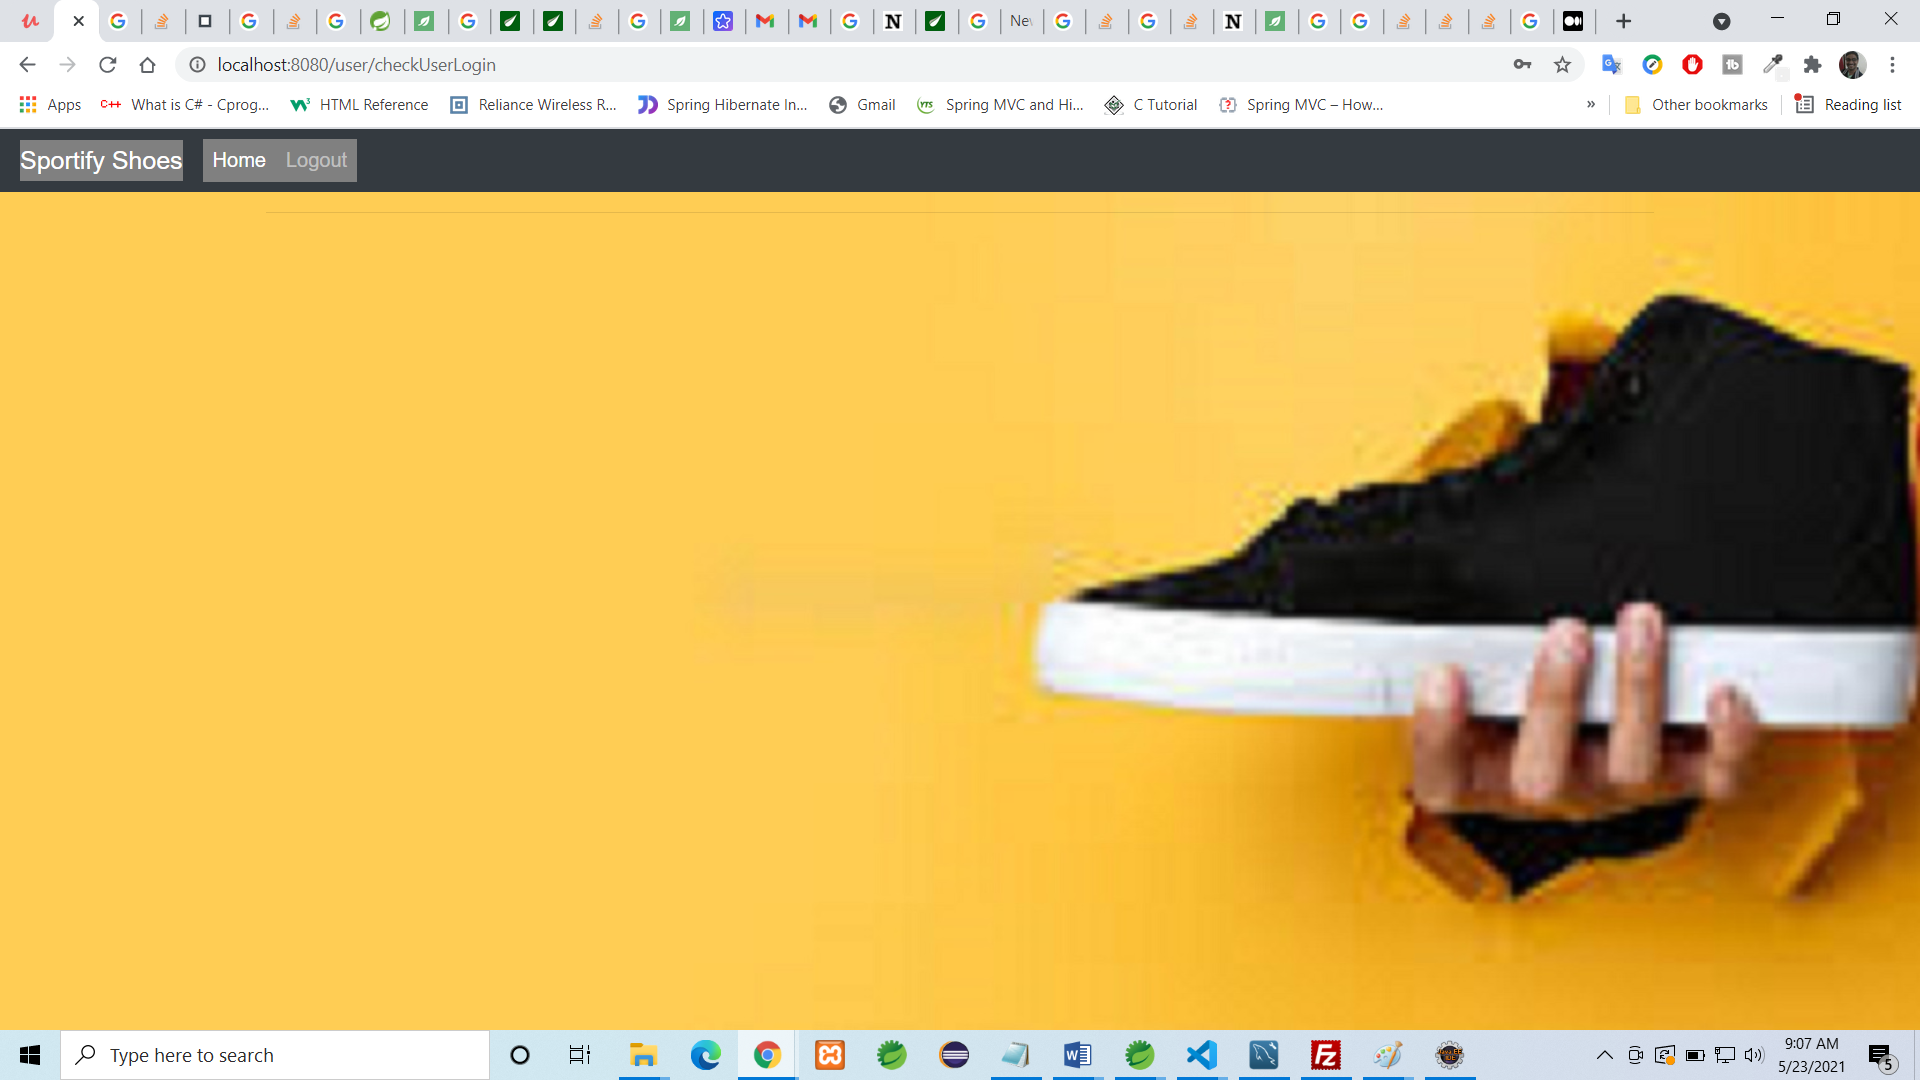 Nev
localhost:8080/user/checkUserLogin
Apps What is C# - Cprog... HTML Reference Reliance Wireless R... Spring Hibernate In... Gmail Spring MVC and Hi... C Tutorial Spring MVC – How... » Other bookmarks Reading list
Sportify Shoes Home Logout
Type here to search
9:07 AM
5/23/2021
5